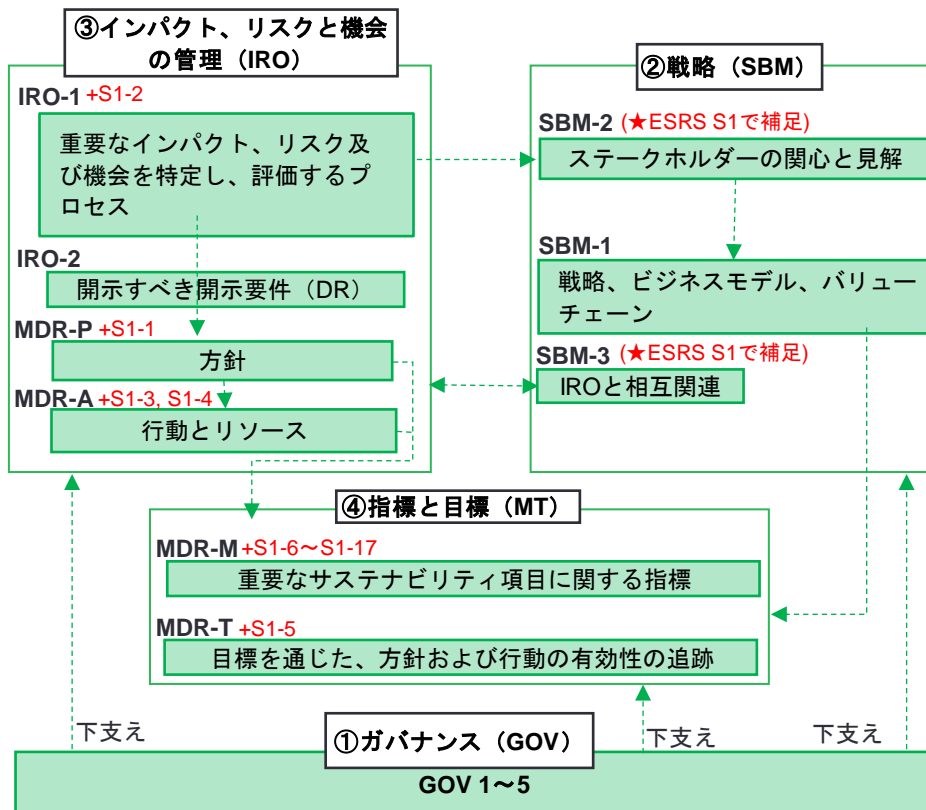 ③インパクト、リスクと機会
の管理（IRO）
IRO-1 +S1-2
重要なインパクト、リスク及
び機会を特定し、評価するプ
ロセス
IRO-2
開示すべき開示要件（DR）
MDR-P +S1-1
方針
MDR-A +S1-3, S1-4
行動とリソース
②戦略（SBM）
SBM-2 (★ESRS S1で補足)
ステークホルダーの関心と見解
SBM-1
戦略、ビジネスモデル、バリュー
チェーン
SBM-3 (★ESRS S1で補足)
IROと相互関連
④指標と目標（MT）
MDR-M +S1-6～S1-17
重要なサステナビリティ項目に関する指標
MDR-T +S1-5
目標を通じた、方針および行動の有効性の追跡
下支え
下支え
下支え
①ガバナンス（GOV）
GOV 1～5